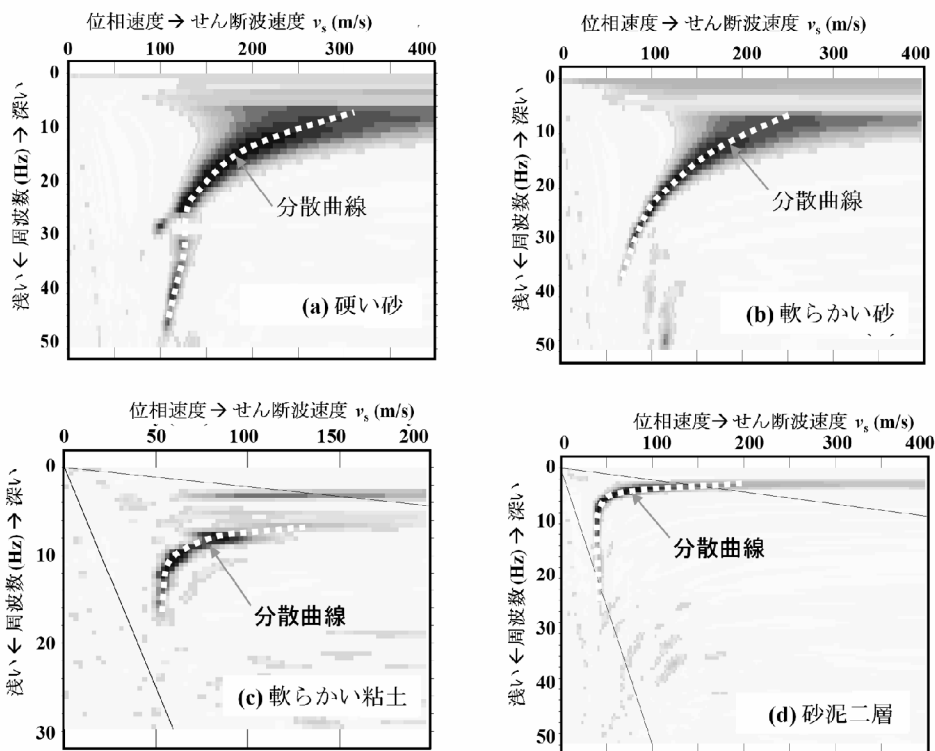 位相速度→せん断波速度 vs (m/s)
0 100 200 300 400
浅い ← 周波数(Hz) → 深い
0
10
20
30
40
50
分散曲線
(a) 硬い砂
位相速度→せん断波速度 vs (m/s)
0 100 200 300 400
浅い ← 周波数(Hz) → 深い
0
10
20
30
40
50
分散曲線
(b) 軟らかい砂
位相速度→せん断波速度 vs (m/s)
0 50 100 150 200
浅い ← 周波数(Hz) → 深い
0
10
20
30
分散曲線
(c) 軟らかい粘土
位相速度→せん断波速度 vs (m/s)
0 100 200 300 400
浅い ← 周波数(Hz) → 深い
0
10
20
30
40
50
分散曲線
(d) 砂泥二層